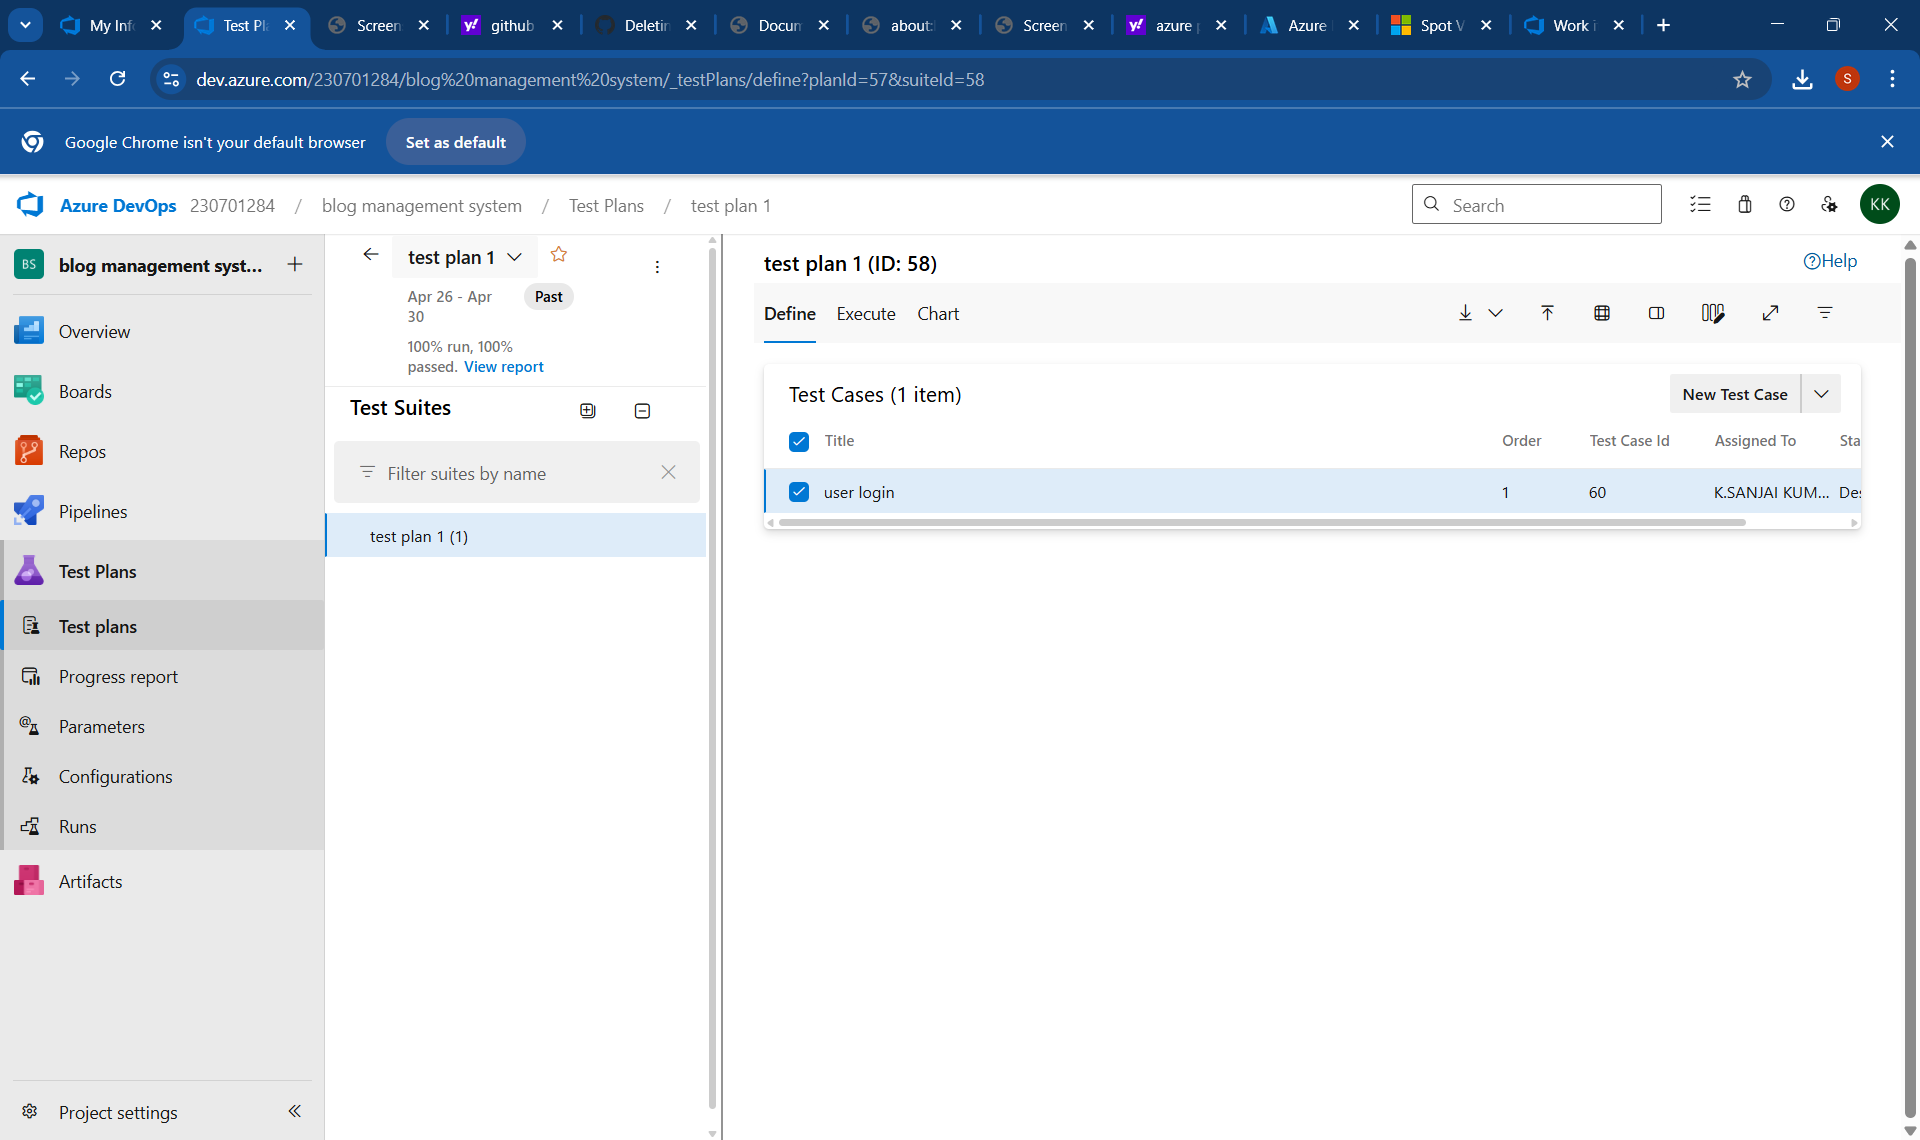 My Inf
Test Pl
Screen
github
Deletin
Docum
about:
Screen
azure p
Azure
Spot V
Work i
dev.azure.com/230701284/blog%20management%20system/_testPlans/define?planId=57&suiteId=58
S
Google Chrome isn't your default browser
Set as default
Azure DevOps 230701284 / blog management system / Test Plans / test plan 1
Search
KK
BS blog management syst...
Overview
Boards
Repos
Pipelines
Test Plans
Test plans
Progress report
Parameters
Configurations
Runs
Artifacts
Project settings
test plan 1
Apr 26 - Apr
30
Past
100% run, 100%
passed. View report
Test Suites
Filter suites by name
test plan 1 (1)
test plan 1 (ID: 58)
Help
Define Execute Chart
Test Cases (1 item)
New Test Case
Title Order Test Case Id Assigned To Sta
user login 1 60 K.SANJAI KUM... Des